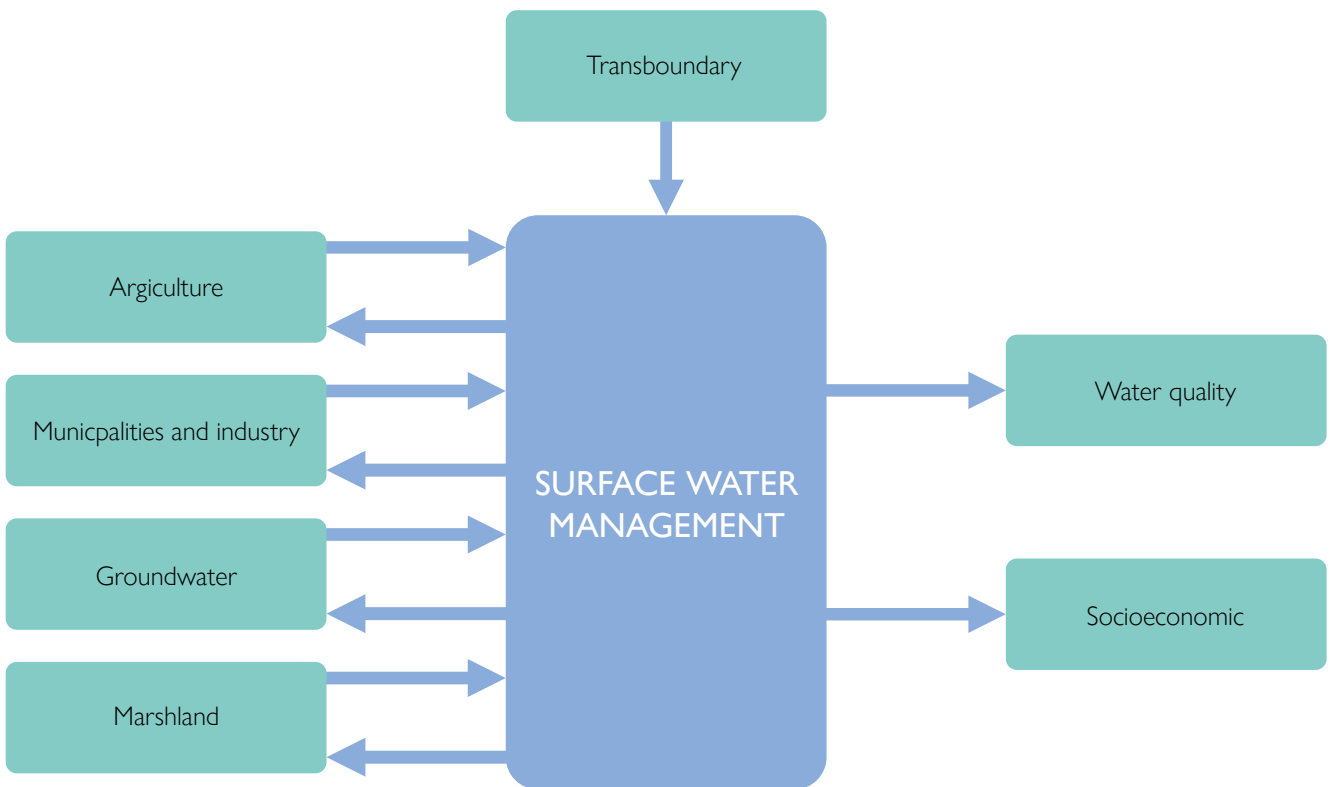 Transboundary
Argiculture
Municpalities and industry
Groundwater
Marshland
SURFACE WATER
MANAGEMENT
Water quality
Socioeconomic